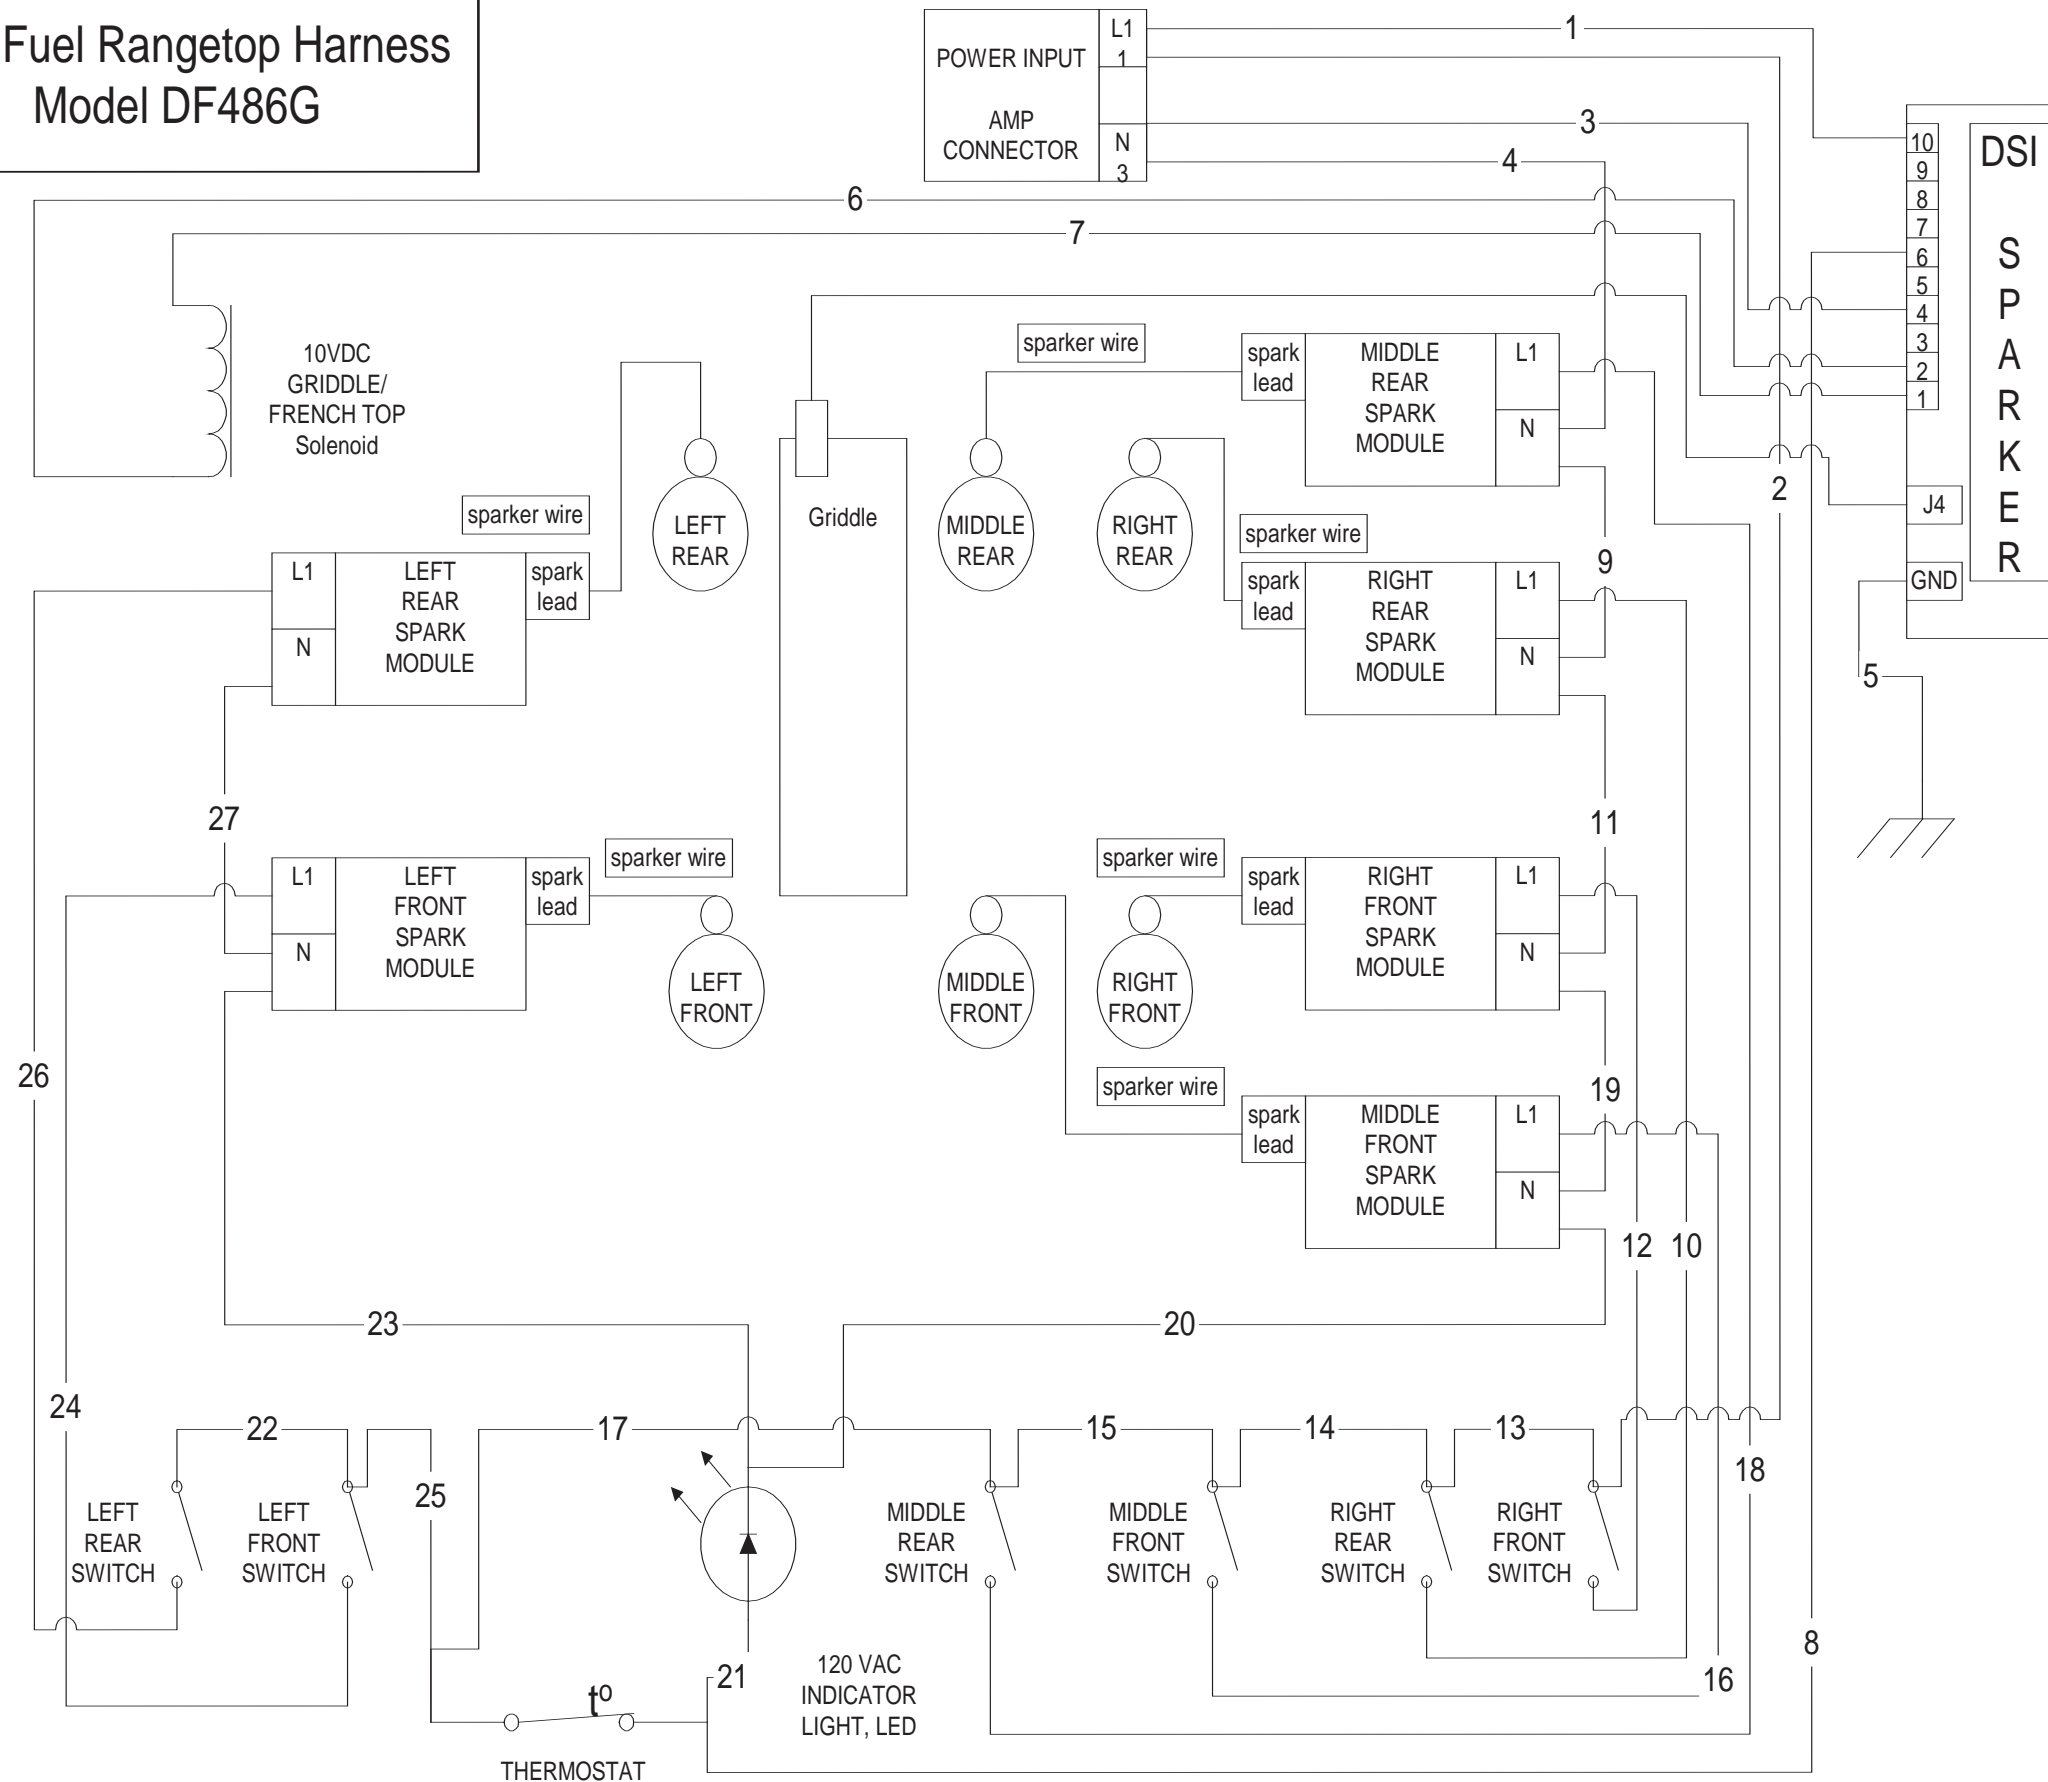 Fuel Rangetop Harness
Model DF486G
POWER INPUT
AMP
CONNECTOR
L1
1
N
3
1
3
4
6
7
DSI
SPARKER
10
9
8
7
6
5
4
3
2
1
J4
GND
5
2
10VDC
GRIDDLE/
FRENCH TOP
Solenoid
sparker wire
spark
lead
MIDDLE
REAR
SPARK
MODULE
L1
N
sparker wire
LEFT
REAR
Griddle
MIDDLE
REAR
RIGHT
REAR
sparker wire
9
L1
N
LEFT
REAR
SPARK
MODULE
spark
lead
spark
lead
RIGHT
REAR
SPARK
MODULE
L1
N
27
11
sparker wire
sparker wire
L1
N
LEFT
FRONT
SPARK
MODULE
spark
lead
LEFT
FRONT
MIDDLE
FRONT
RIGHT
FRONT
spark
lead
RIGHT
FRONT
SPARK
MODULE
L1
N
26
19
sparker wire
spark
lead
MIDDLE
FRONT
SPARK
MODULE
L1
N
12
10
23
20
24
22
17
15
14
13
25
18
LEFT
REAR
SWITCH
LEFT
FRONT
SWITCH
MIDDLE
REAR
SWITCH
MIDDLE
FRONT
SWITCH
RIGHT
REAR
SWITCH
RIGHT
FRONT
SWITCH
8
21
16
120 VAC
INDICATOR
LIGHT, LED
tº
THERMOSTAT